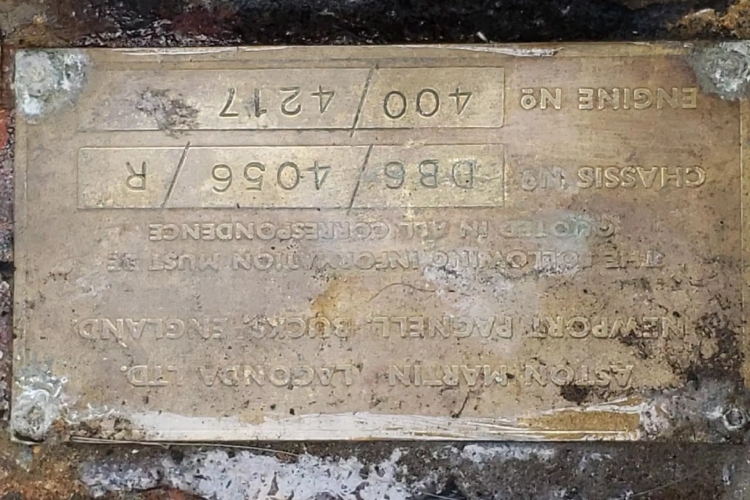 ASTON MARTIN LAGONDA LTD.
NEWPORT PAGNELL, BUCKS, ENGLAND.
THE FOLLOWING INFORMATION MUST BE
QUOTED IN ALL CORRESPONDENCE
CHASSIS Nº DB6/4056/R
ENGINE Nº 400/4217